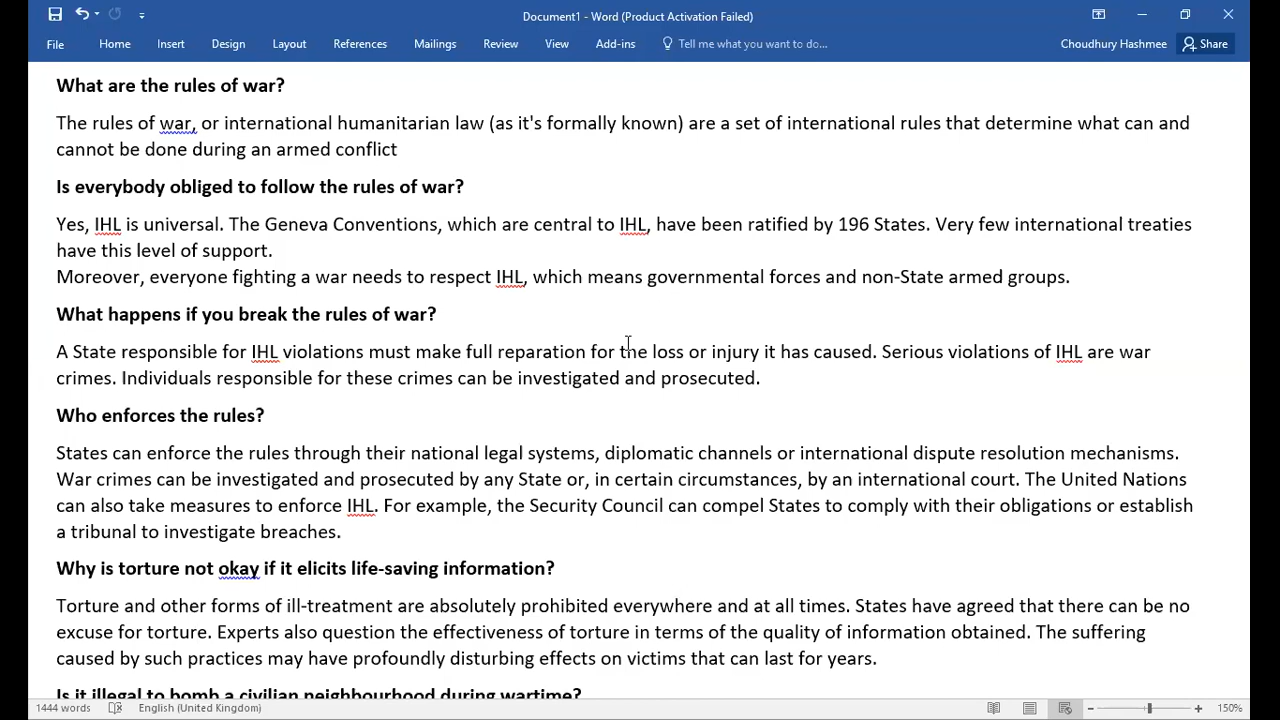 Document1 - Word (Product Activation Failed)
File Home Insert Design Layout References Mailings Review View Add-ins Tell me what you want to do... Choudhury Hashmee Share
What are the rules of war?
The rules of war, or international humanitarian law (as it's formally known) are a set of international rules that determine what can and
cannot be done during an armed conflict
Is everybody obliged to follow the rules of war?
Yes, IHL is universal. The Geneva Conventions, which are central to IHL, have been ratified by 196 States. Very few international treaties
have this level of support.
Moreover, everyone fighting a war needs to respect IHL, which means governmental forces and non-State armed groups.
What happens if you break the rules of war?
A State responsible for IHL violations must make full reparation for the loss or injury it has caused. Serious violations of IHL are war
crimes. Individuals responsible for these crimes can be investigated and prosecuted.
Who enforces the rules?
States can enforce the rules through their national legal systems, diplomatic channels or international dispute resolution mechanisms.
War crimes can be investigated and prosecuted by any State or, in certain circumstances, by an international court. The United Nations
can also take measures to enforce IHL. For example, the Security Council can compel States to comply with their obligations or establish
a tribunal to investigate breaches.
Why is torture not okay if it elicits life-saving information?
Torture and other forms of ill-treatment are absolutely prohibited everywhere and at all times. States have agreed that there can be no
excuse for torture. Experts also question the effectiveness of torture in terms of the quality of information obtained. The suffering
caused by such practices may have profoundly disturbing effects on victims that can last for years.
Is it illegal to bomb a civilian neighbourhood during wartime?
1444 words English (United Kingdom) 150%